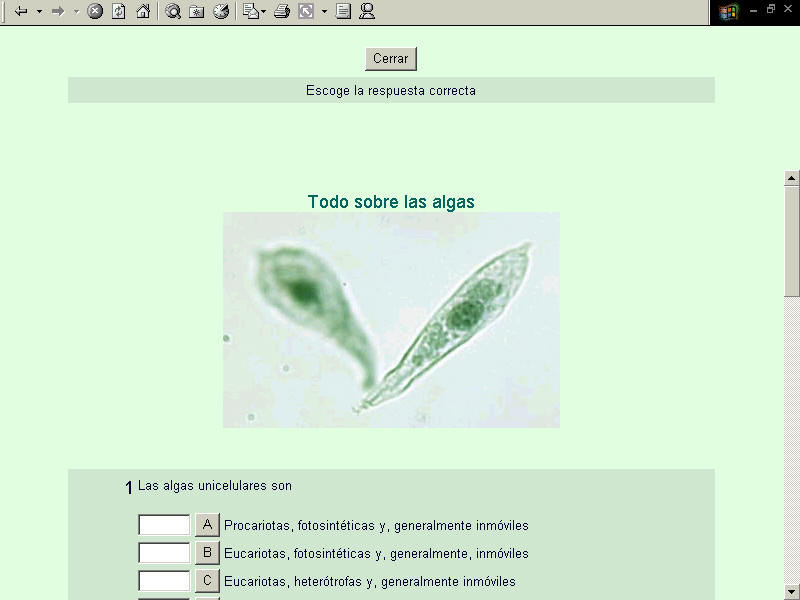 Cerrar
Escoge la respuesta correcta
Todo sobre las algas
1 Las algas unicelulares son
A Procariotas, fotosintéticas y, generalmente inmóviles
B Eucariotas, fotosintéticas y, generalmente, inmóviles
C Eucariotas, heterótrofas y, generalmente inmóviles